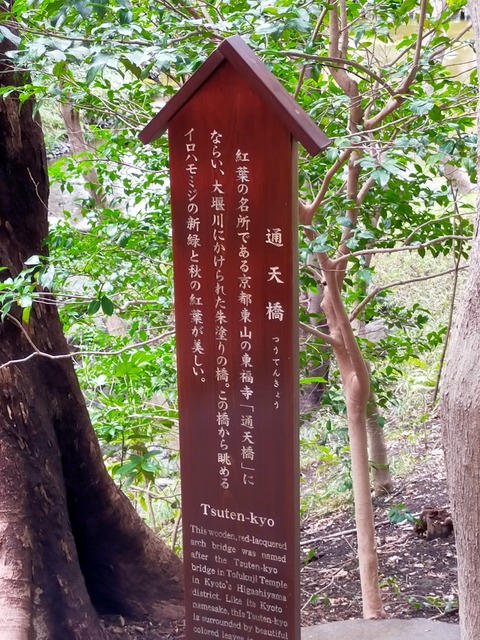 通天橋 つうてんきょう
紅葉の名所である京都東山の東福寺「通天橋」に
ならい、大堰川にかけられた朱塗りの橋。この橋から眺める
イロハモミジの新緑と秋の紅葉が美しい。
Tsuten-kyo
This wooden, red-lacquered
arch bridge was named
after the Tsuten-kyo
bridge in Tofukuji Temple
in Kyoto's Higashiyama
district. Like its Kyoto
namesake, this Tsuten-kyo
is surrounded by beautiful
colored leaves